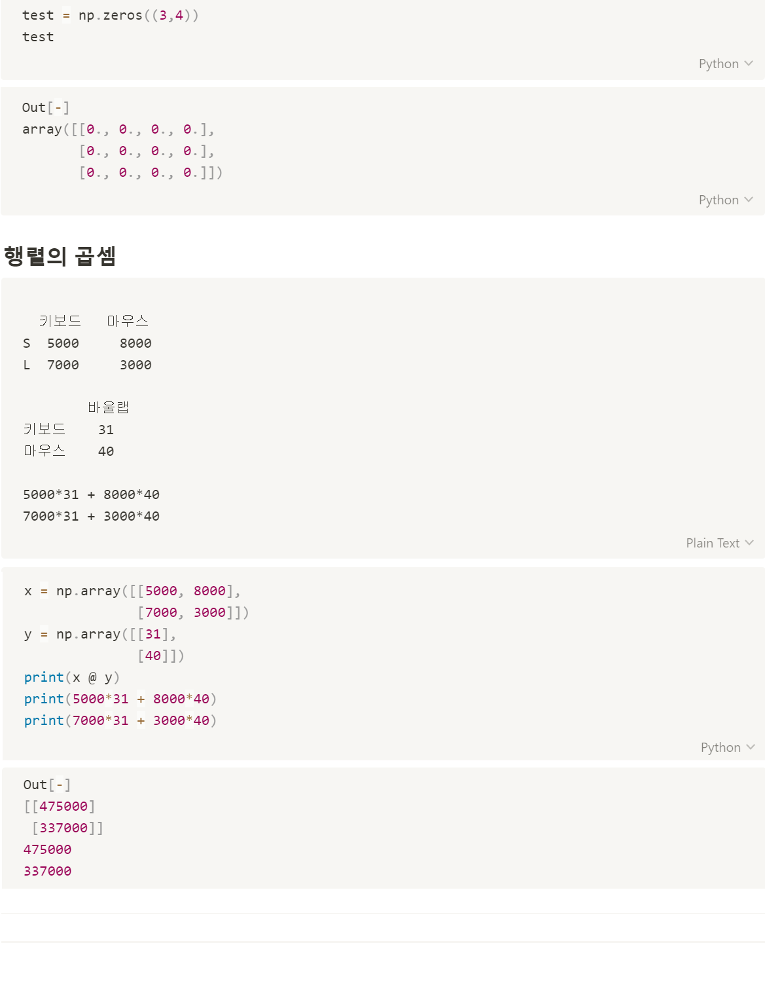 test = np.zeros((3,4))
test
Python
Out[-]
array([[0., 0., 0., 0.],
       [0., 0., 0., 0.],
       [0., 0., 0., 0.]])
Python
행렬의 곱셈
  키보드   마우스
S  5000     8000
L  7000     3000
        바울랩
키보드    31
마우스    40
5000*31 + 8000*40
7000*31 + 3000*40
Plain Text
x = np.array([[5000, 8000],
              [7000, 3000]])
y = np.array([[31],
              [40]])
print(x @ y)
print(5000*31 + 8000*40)
print(7000*31 + 3000*40)
Python
Out[-]
[[475000]
 [337000]]
475000
337000